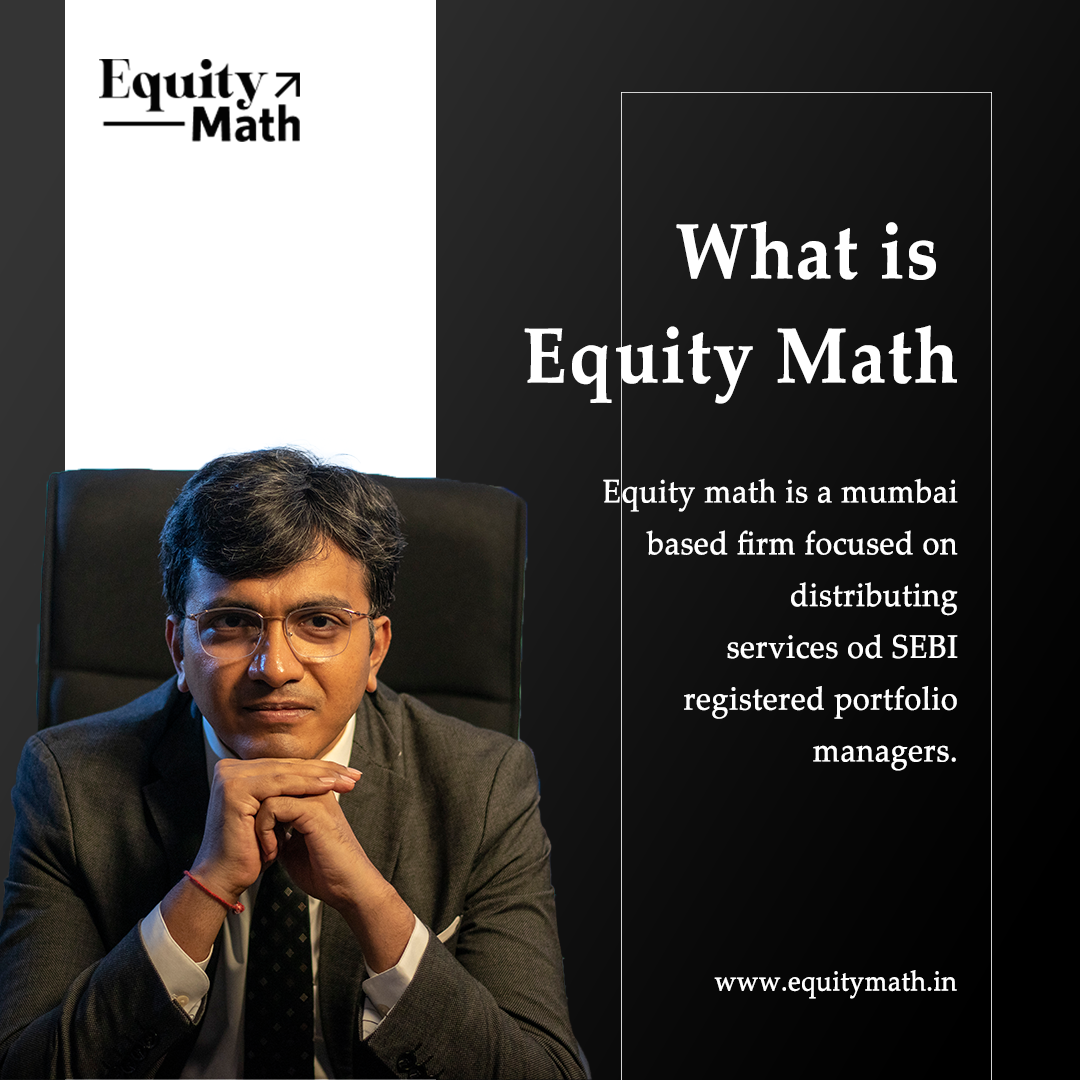 Equity
Math
What is
Equity Math
Equity math is a mumbai
based firm focused on
distributing
services od SEBI
registered portfolio
managers.
www.equitymath.in